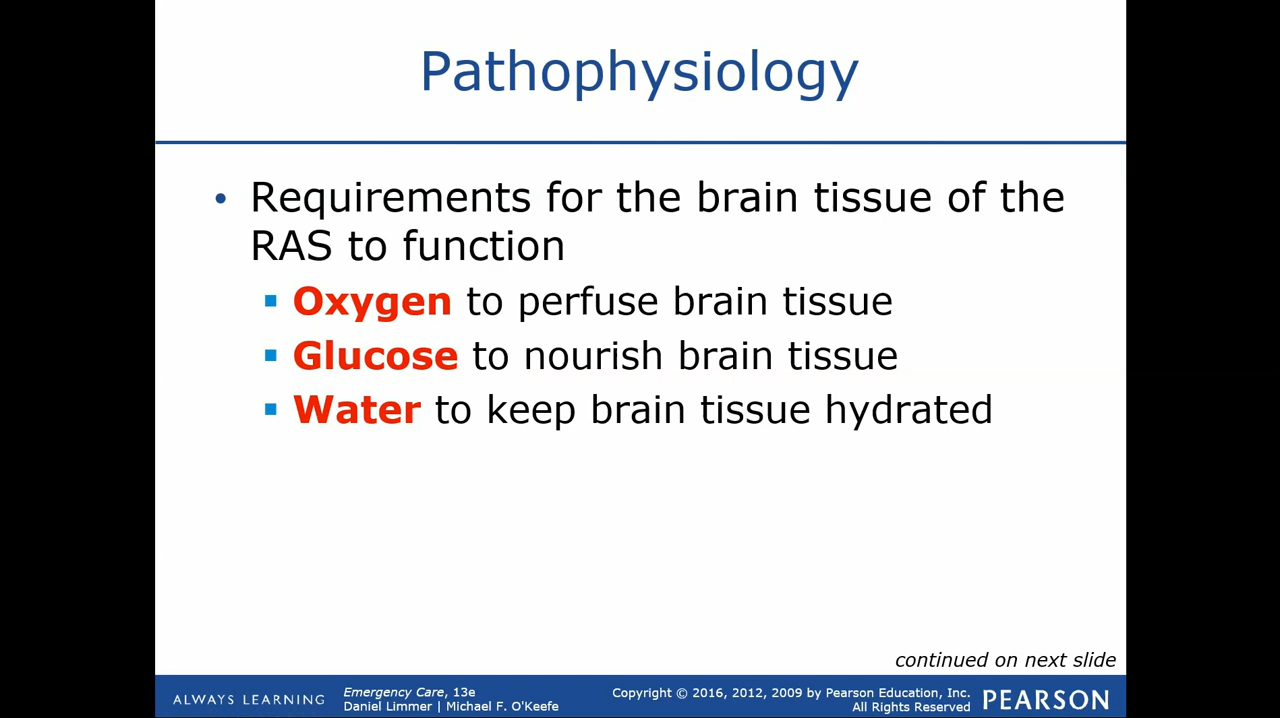 Pathophysiology
• Requirements for the brain tissue of the
RAS to function
▪ Oxygen to perfuse brain tissue
▪ Glucose to nourish brain tissue
▪ Water to keep brain tissue hydrated
continued on next slide
ALWAYS LEARNING
Emergency Care, 13e
Daniel Limmer | Michael F. O'Keefe
Copyright © 2016, 2012, 2009 by Pearson Education, Inc.
All Rights Reserved
PEARSON